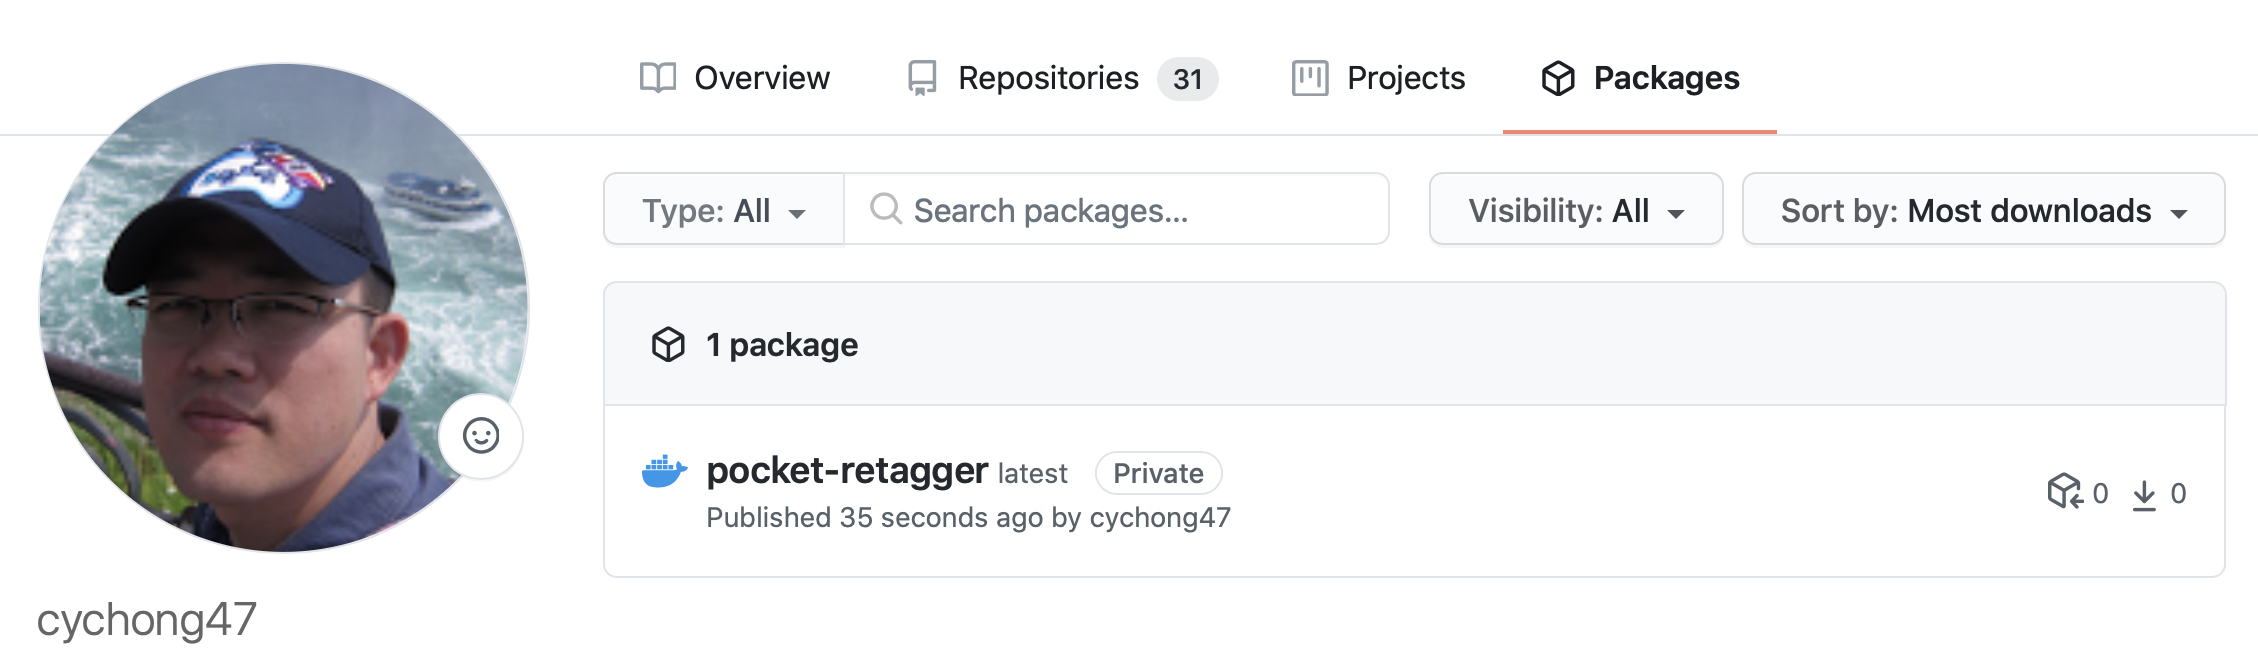 Overview Repositories 31 Projects Packages
Type: All Search packages... Visibility: All Sort by: Most downloads
1 package
pocket-retagger latest Private
Published 35 seconds ago by cychong47
0 0
cychong47